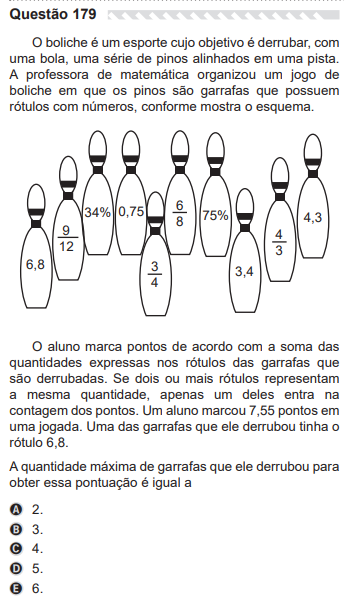 Questão 179
O boliche é um esporte cujo objetivo é derrubar, com
uma bola, uma série de pinos alinhados em uma pista.
A professora de matemática organizou um jogo de
boliche em que os pinos são garrafas que possuem
rótulos com números, conforme mostra o esquema.
6,8
9/12
34%
0,75
3/4
6/8
75%
3,4
4/3
4,3
O aluno marca pontos de acordo com a soma das
quantidades expressas nos rótulos das garrafas que
são derrubadas. Se dois ou mais rótulos representam
a mesma quantidade, apenas um deles entra na
contagem dos pontos. Um aluno marcou 7,55 pontos em
uma jogada. Uma das garrafas que ele derrubou tinha o
rótulo 6,8.
A quantidade máxima de garrafas que ele derrubou para
obter essa pontuação é igual a
A 2.
B 3.
C 4.
D 5.
E 6.